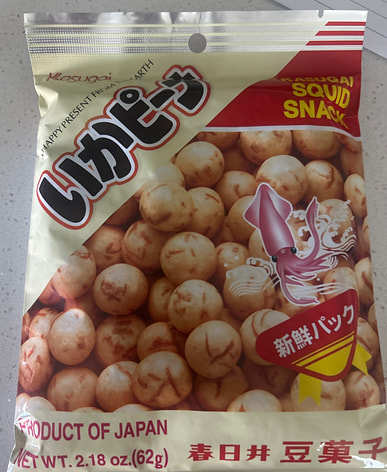 Kasugai
HAPPY PRESENT FROM EARTH
いかピーナ
KASUGAI
SQUID
SNACK
新鮮パック
PRODUCT OF JAPAN
NET WT. 2.18 oz.(62g)
春日井 豆菓子